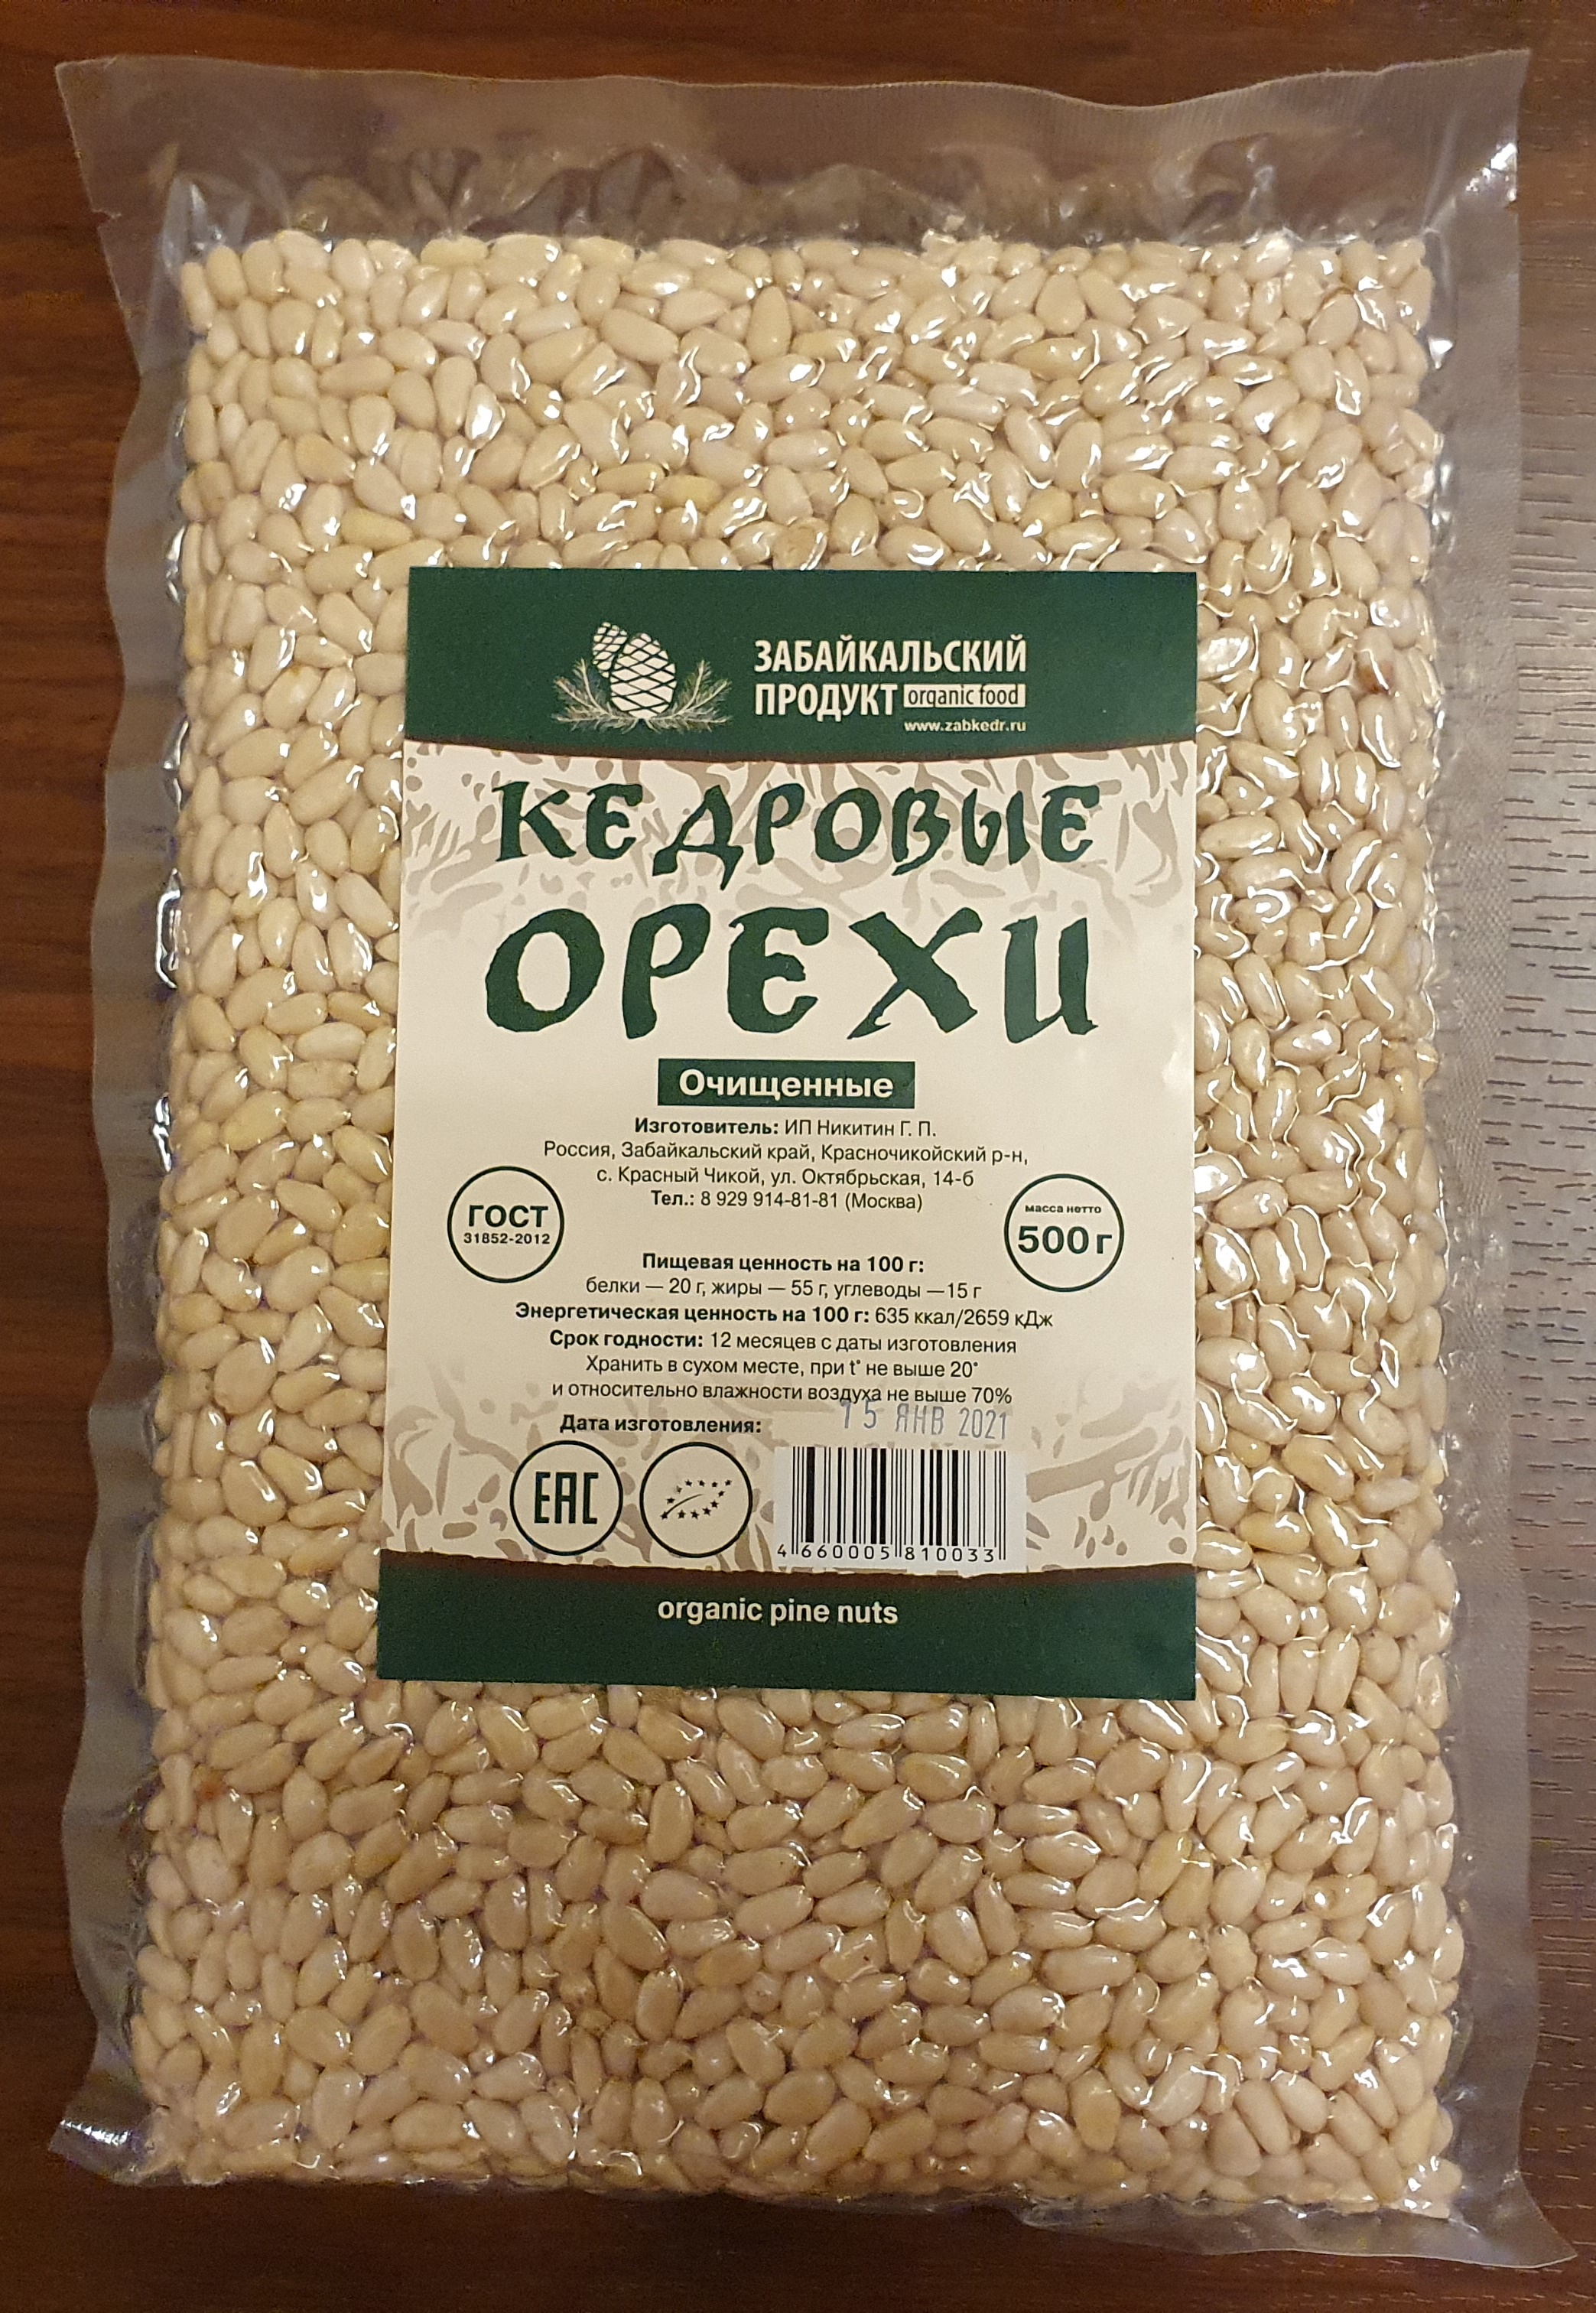 ЗАБАЙКАЛЬСКИЙ
ПРОДУКТ organic food
www.zabkedr.ru
КЕДРОВЫЕ
ОРЕХИ
Очищенные
Изготовитель: ИП Никитин Г. П.
Россия, Забайкальский край, Красночикойский р-н,
с. Красный Чикой, ул. Октябрьская, 14-б
Тел.: 8 929 914-81-81 (Москва)
ГОСТ
31852-2012
масса нетто
500 г
Пищевая ценность на 100 г:
белки — 20 г, жиры — 55 г, углеводы —15 г
Энергетическая ценность на 100 г: 635 ккал/2659 кДж
Срок годности: 12 месяцев с даты изготовления
Хранить в сухом месте, при t° не выше 20°
и относительно влажности воздуха не выше 70%
Дата изготовления: 15 ЯНВ 2021
EAC
4 660005 810033
organic pine nuts